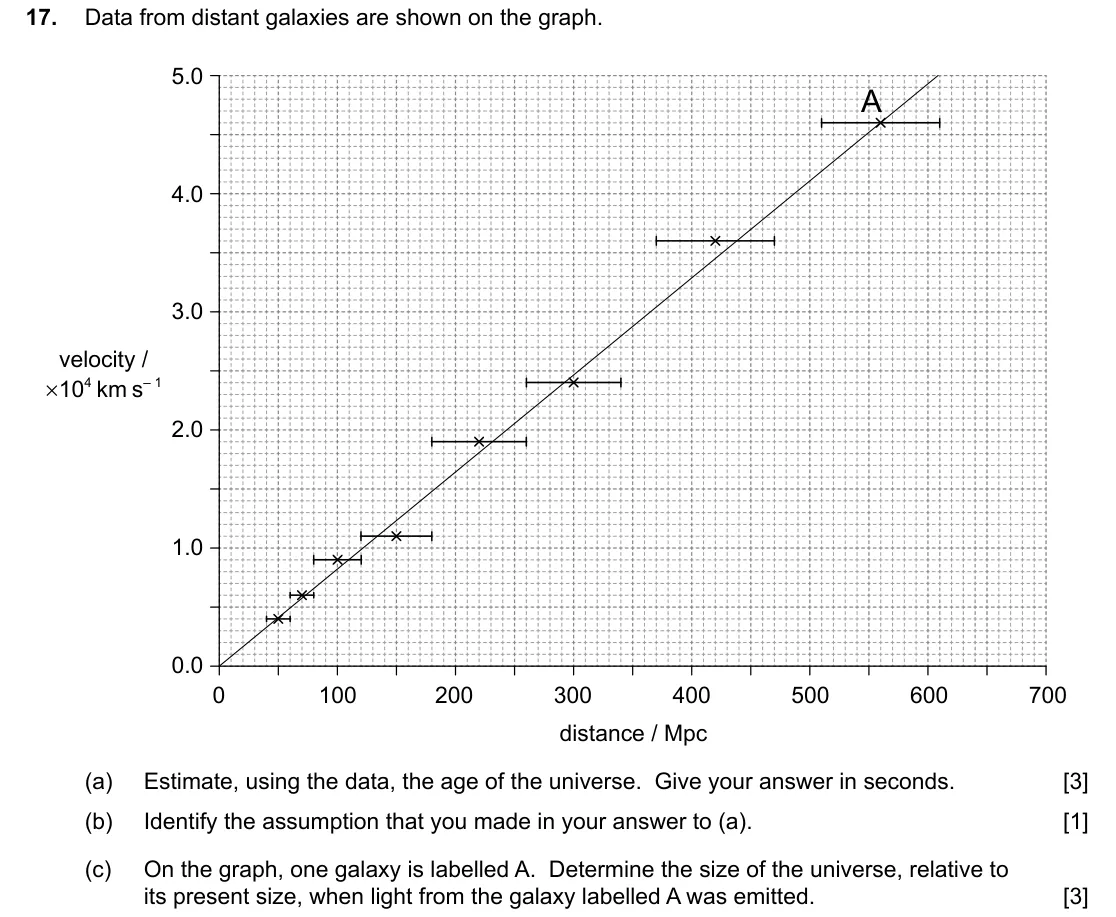 17. Data from distant galaxies are shown on the graph.
5.0
A
4.0
3.0
velocity /
×10⁴ km s⁻¹
2.0
1.0
0.0
0 100 200 300 400 500 600 700
distance / Mpc
(a) Estimate, using the data, the age of the universe. Give your answer in seconds. [3]
(b) Identify the assumption that you made in your answer to (a). [1]
(c) On the graph, one galaxy is labelled A. Determine the size of the universe, relative to
its present size, when light from the galaxy labelled A was emitted. [3]